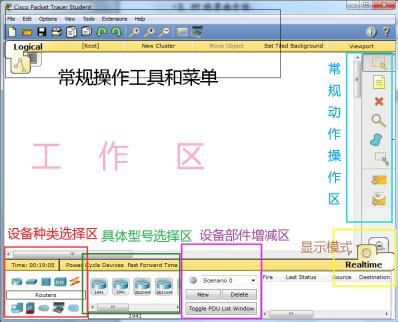 Cisco Packet Tracer Student
File Edit Options View Tools Extensions Help
Logical [Root] New Cluster Move Object Set Tiled Background Viewport
常规操作工具和菜单
常规动作操作区
工作区
设备种类选择区 具体型号选择区 设备部件增减区 显示模式
Time: 00:19:05 Power Cycle Devices Fast Forward Time Realtime
Scenario 0 Fire Last Status Source Destination
1941 1941 2620XM 2621XM
Routers New Delete
Toggle PDU List Window
1941